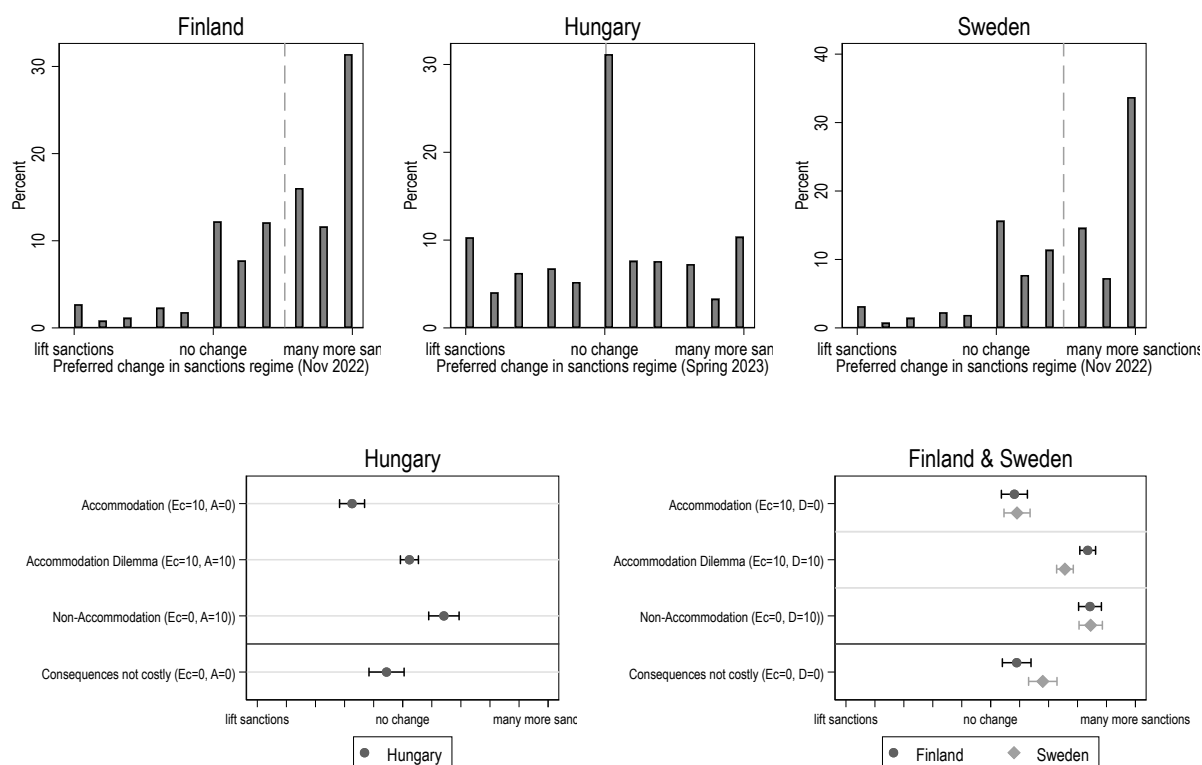 Finland
Hungary
Sweden
Percent
0
10
20
30
lift sanctions
no change
many more san
Preferred change in sanctions regime (Nov 2022)
Percent
0
10
20
30
lift sanctions
no change
many more san
Preferred change in sanctions regime (Spring 2023)
Percent
0
10
20
30
40
lift sanctions
no change
many more sanctions
Preferred change in sanctions regime (Nov 2022)
Hungary
Accommodation (Ec=10, A=0)
Accommodation Dilemma (Ec=10, A=10)
Non-Accommodation (Ec=0, A=10))
Consequences not costly (Ec=0, A=0)
lift sanctions
no change
many more sanc
Hungary
Finland & Sweden
Accommodation (Ec=10, D=0)
Accommodation Dilemma (Ec=10, D=10)
Non-Accommodation (Ec=0, D=10))
Consequences not costly (Ec=0, D=0)
lift sanctions
no change
many more sanctions
Finland
Sweden